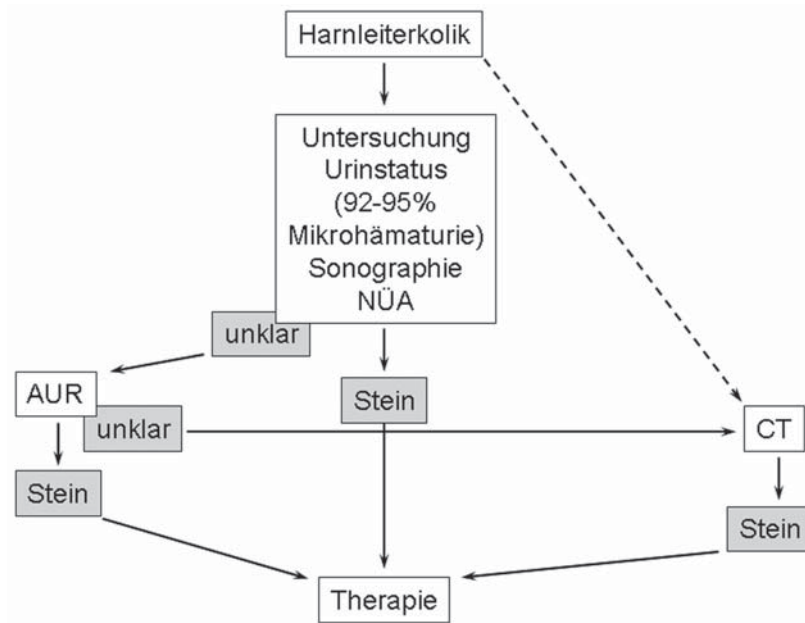 Harnleiterkolik
Untersuchung
Urinstatus
(92-95%
Mikrohämaturie)
Sonographie
NÜA
unklar
Stein
AUR
unklar
CT
Stein
Stein
Therapie